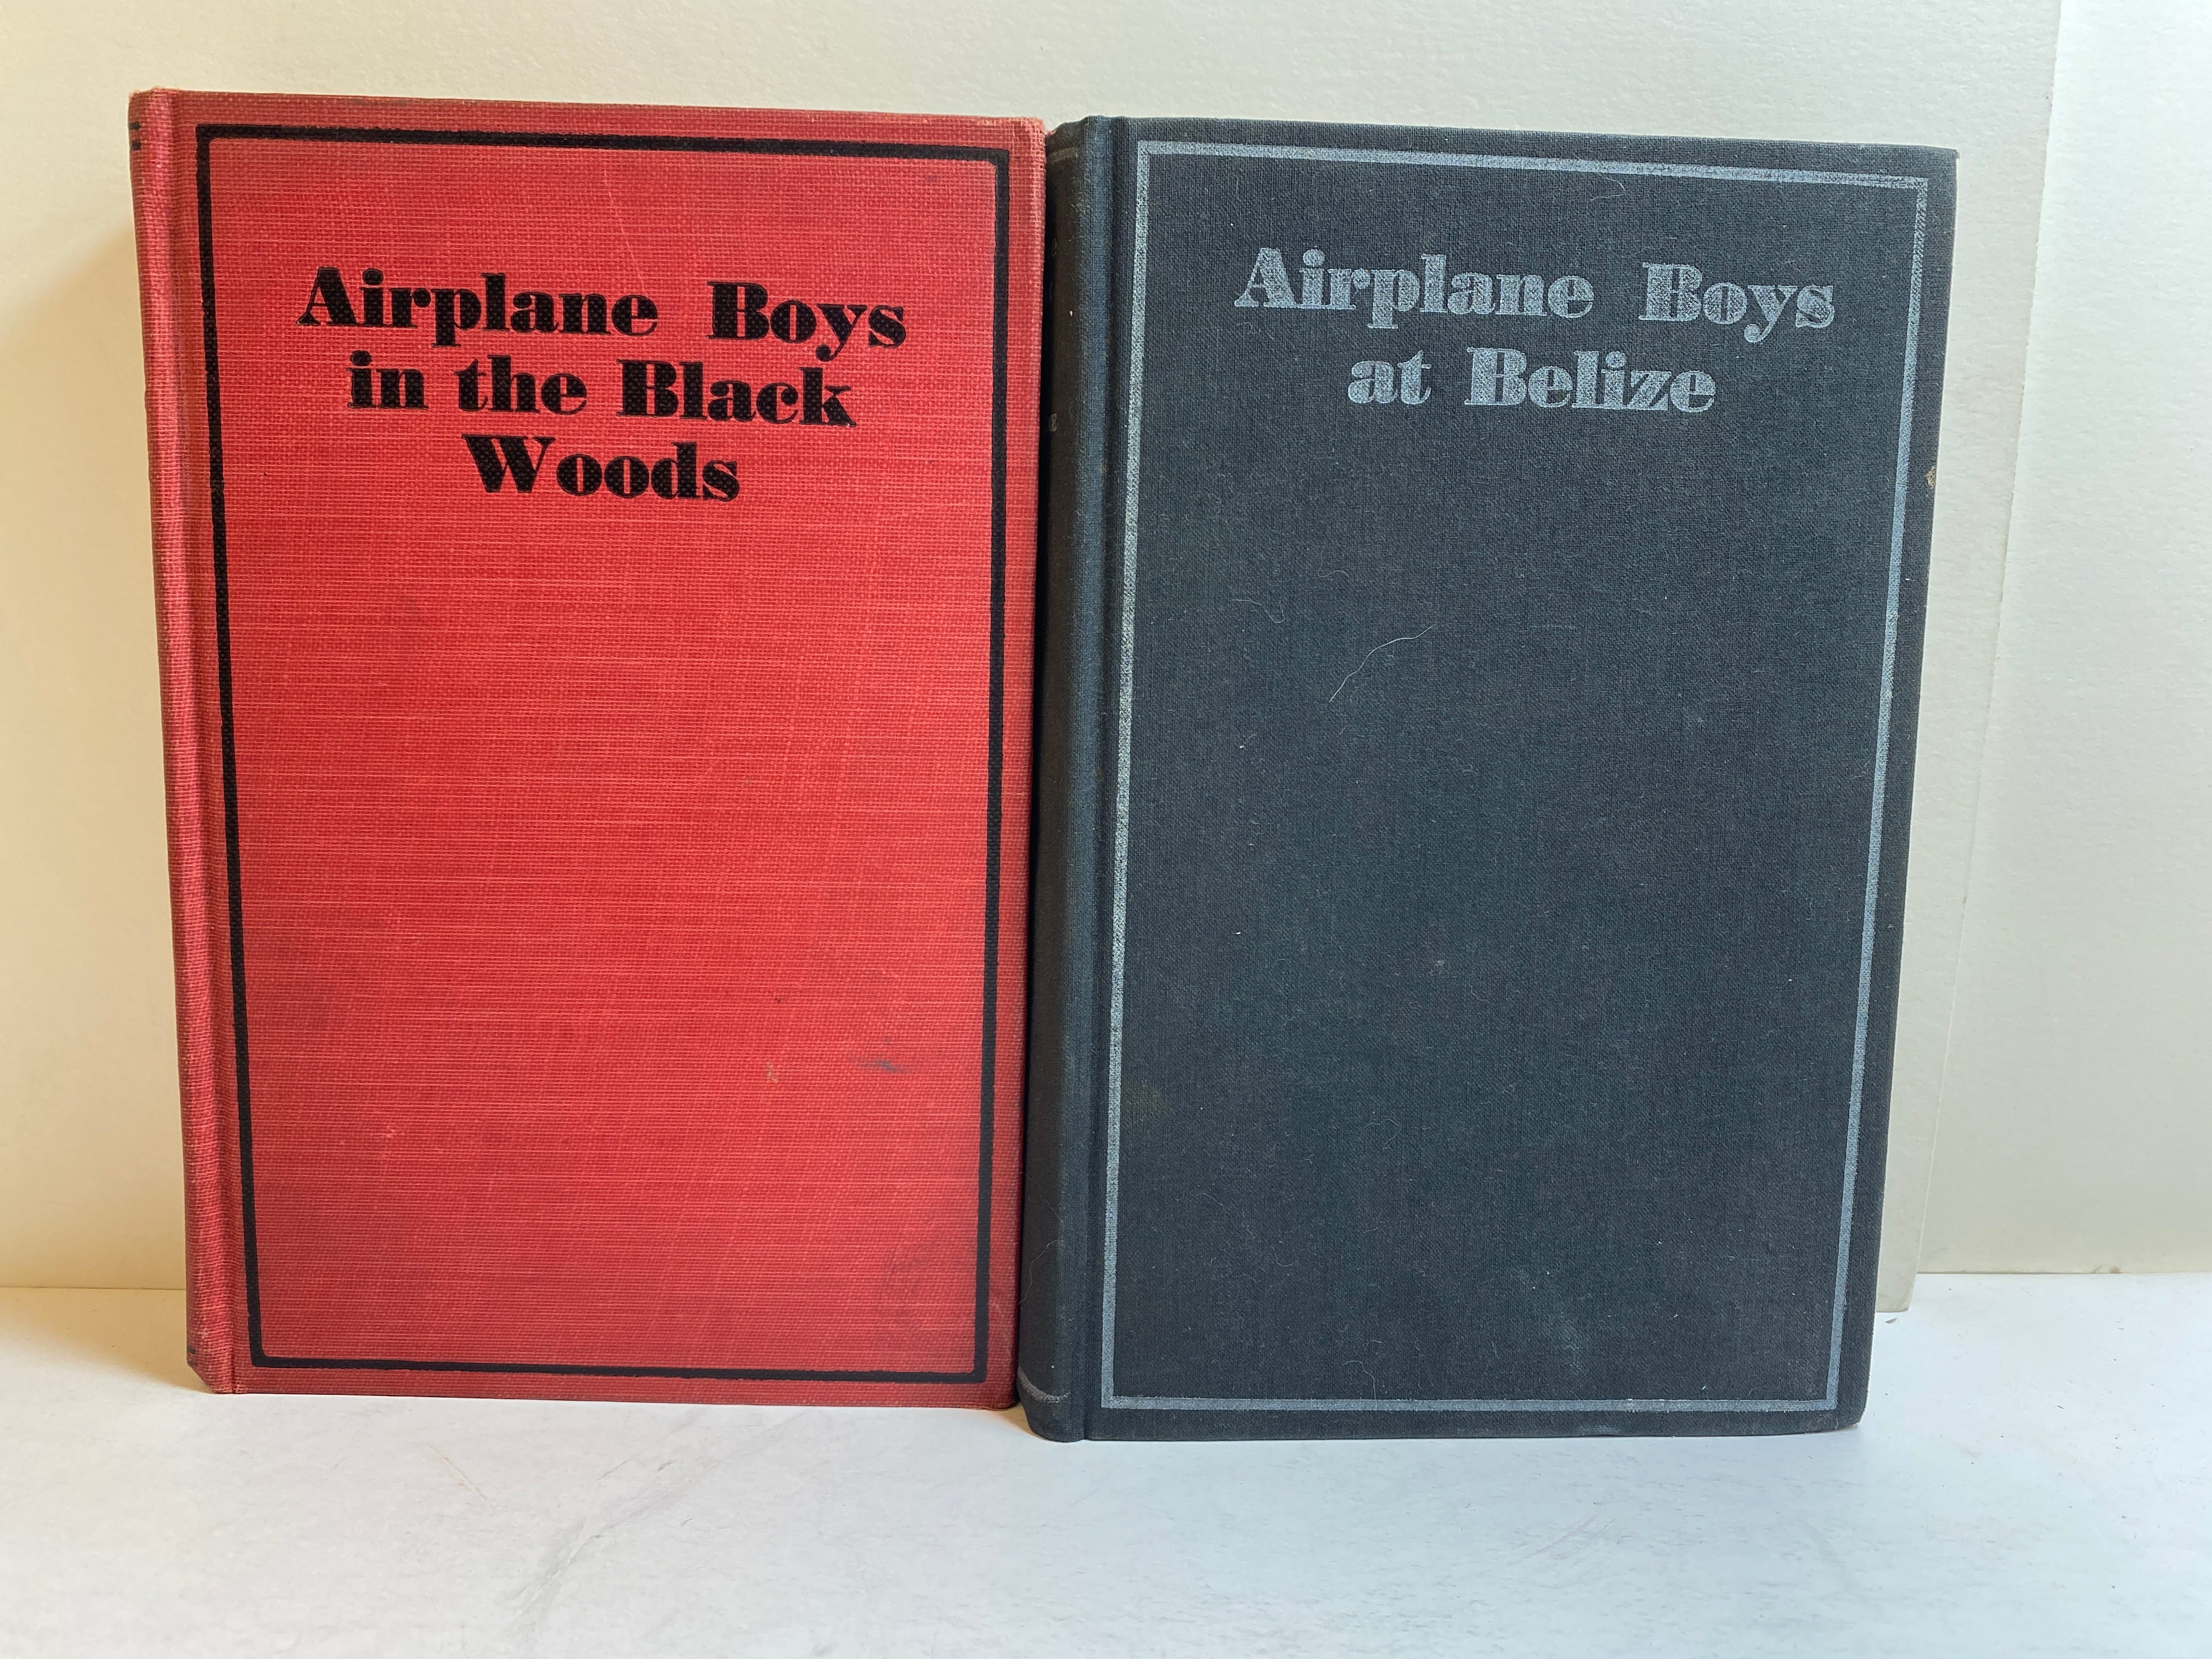 Airplane Boys
in the Black
Woods
Airplane Boys
at Belize